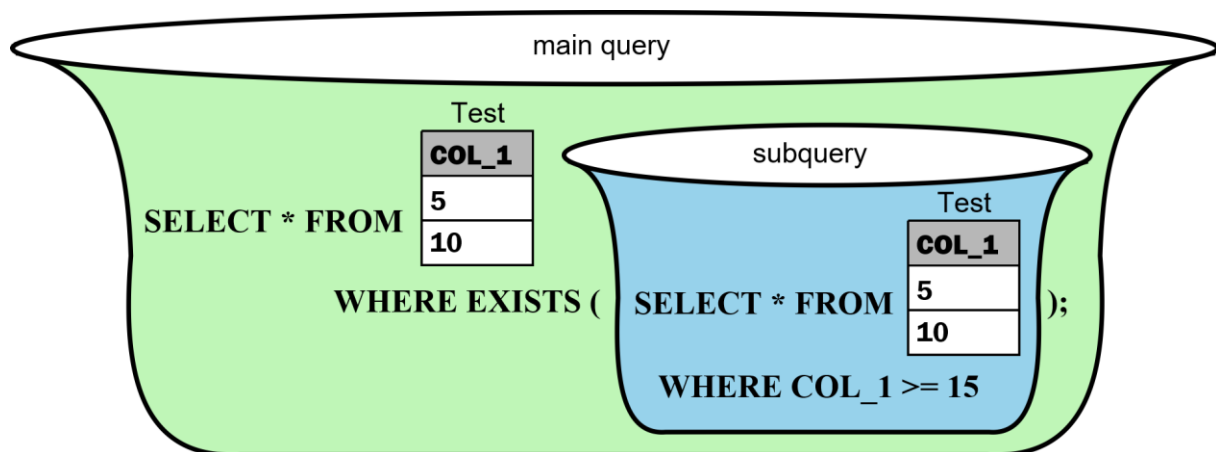 main query
Test
COL_1
5
SELECT * FROM
10
subquery
Test
COL_1
5
WHERE EXISTS ( SELECT * FROM );
10
WHERE COL_1 >= 15